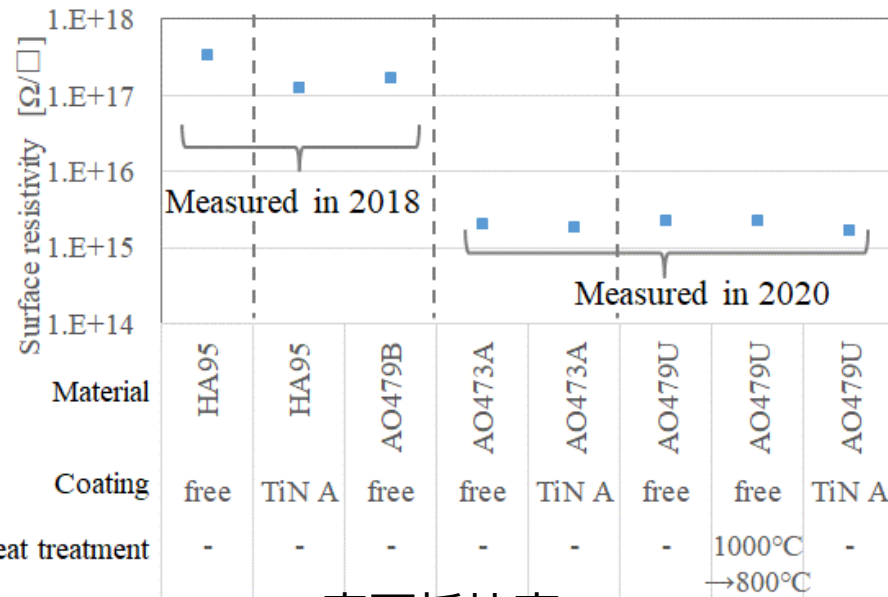 1.E+18
1.E+17
1.E+16
1.E+15
1.E+14
Surface resistivity [Ω/□]
Measured in 2018
Measured in 2020
Material HA95 HA95 AO479B AO473A AO473A AO479U AO479U AO479U
Coating free TiN A free free TiN A free free TiN A
eat treatment - - - - - - 1000℃ -
→800℃